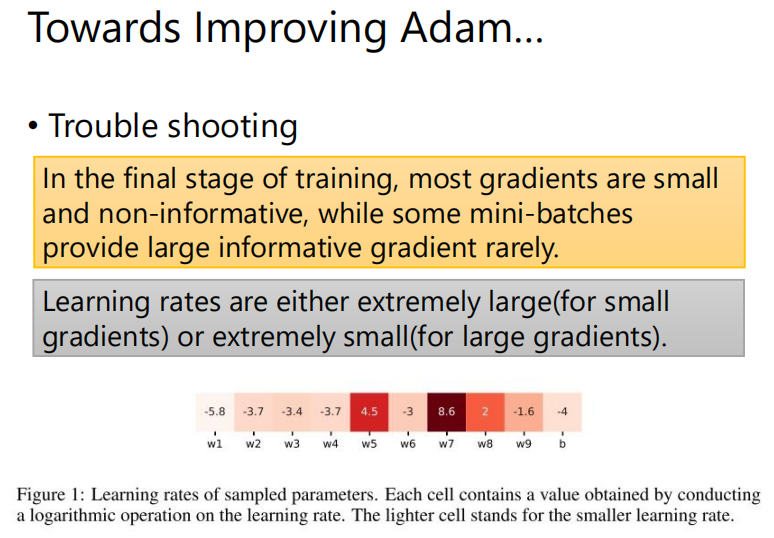 Towards Improving Adam...
• Trouble shooting
In the final stage of training, most gradients are small
and non-informative, while some mini-batches
provide large informative gradient rarely.
Learning rates are either extremely large(for small
gradients) or extremely small(for large gradients).
-5.8 -3.7 -3.4 -3.7 4.5 -3 8.6 2 -1.6 -4
w1 w2 w3 w4 w5 w6 w7 w8 w9 b
Figure 1: Learning rates of sampled parameters. Each cell contains a value obtained by conducting
a logarithmic operation on the learning rate. The lighter cell stands for the smaller learning rate.